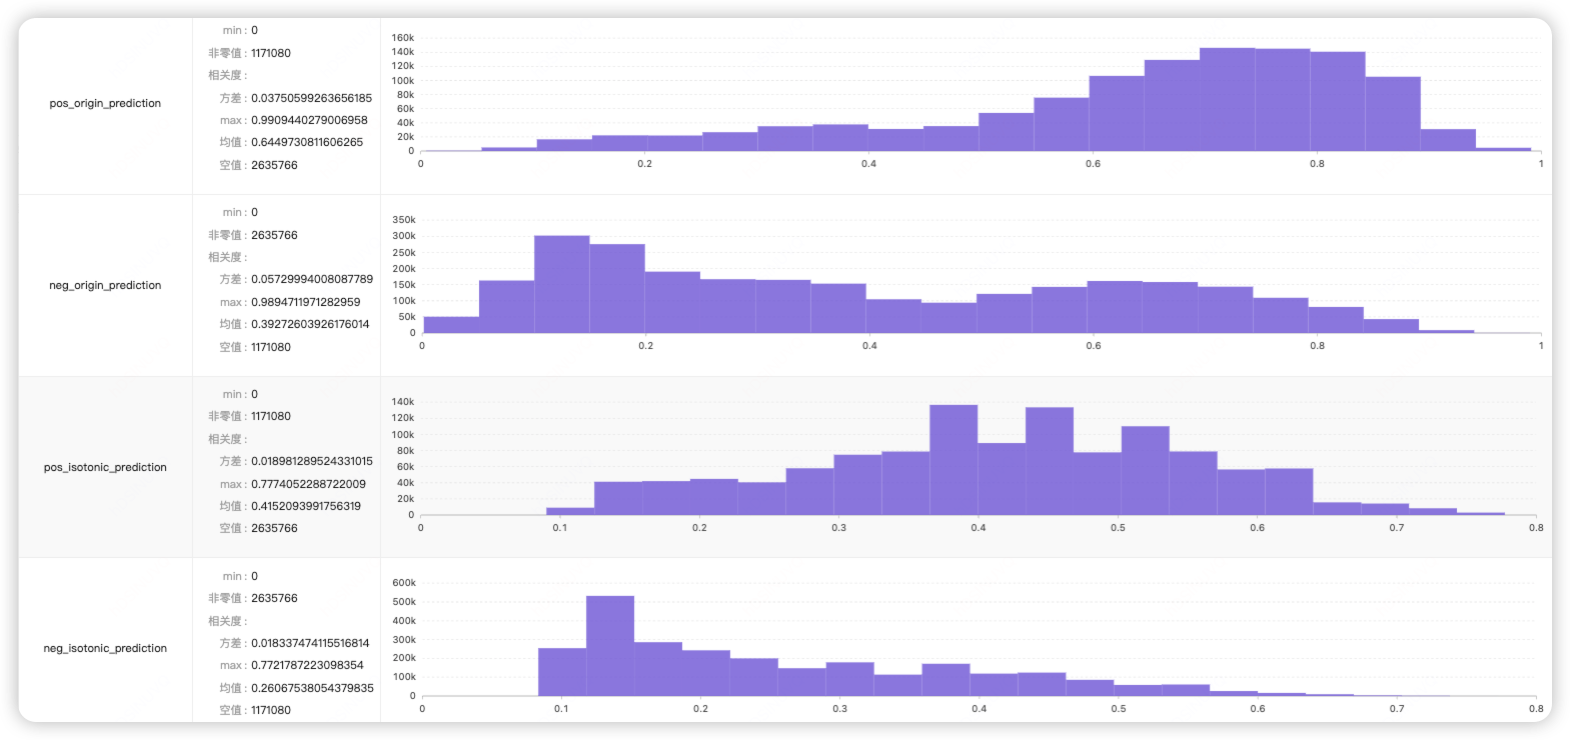 pos_origin_prediction
min : 0
非零值 : 1171080
相关度 :
方差 : 0.03750599263656185
max : 0.9909440279006958
均值 : 0.6449730811606265
空值 : 2635766
160k
140k
120k
100k
80k
60k
40k
20k
0
0 0.2 0.4 0.6 0.8 1
neg_origin_prediction
min : 0
非零值 : 2635766
相关度 :
方差 : 0.05729994008087789
max : 0.9894711971282959
均值 : 0.39272603926176014
空值 : 1171080
350k
300k
250k
200k
150k
100k
50k
0
0 0.2 0.4 0.6 0.8 1
pos_isotonic_prediction
min : 0
非零值 : 1171080
相关度 :
方差 : 0.018981289524331015
max : 0.7774052288722009
均值 : 0.4152093991756319
空值 : 2635766
140k
120k
100k
80k
60k
40k
20k
0
0 0.1 0.2 0.3 0.4 0.5 0.6 0.7 0.8
neg_isotonic_prediction
min : 0
非零值 : 2635766
相关度 :
方差 : 0.018337474115516814
max : 0.7721787223098354
均值 : 0.26067538054379835
空值 : 1171080
600k
500k
400k
300k
200k
100k
0
0 0.1 0.2 0.3 0.4 0.5 0.6 0.7 0.8